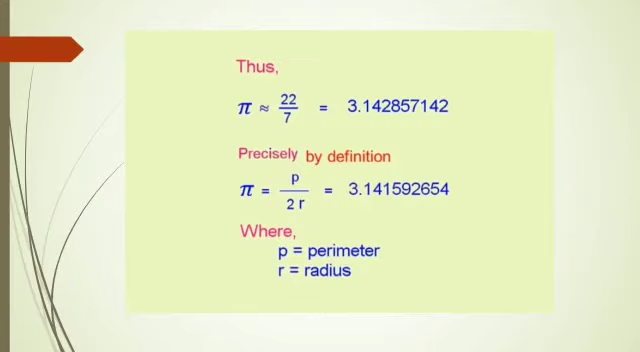 Thus,
π ≈ 22/7 = 3.142857142
Precisely by definition
π = p/2 r = 3.141592654
Where,
p = perimeter
r = radius